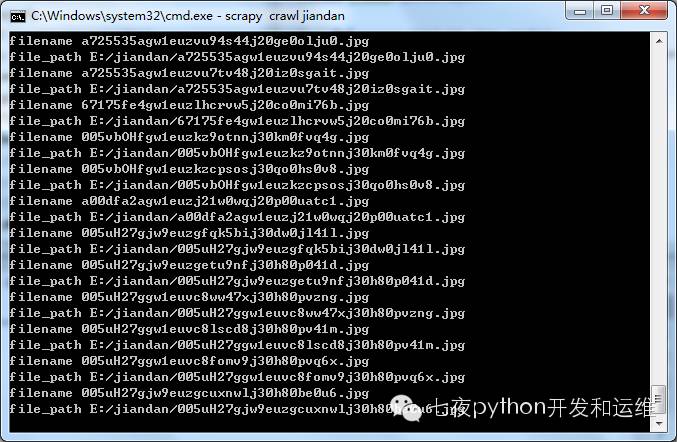 C:\Windows\system32\cmd.exe - scrapy  crawl jiandan
filename a725535agw1euzvu94s44j20ge0olju0.jpg
file_path E:/jiandan/a725535agw1euzvu94s44j20ge0olju0.jpg
filename a725535agw1euzvu7tv48j20iz0sgait.jpg
file_path E:/jiandan/a725535agw1euzvu7tv48j20iz0sgait.jpg
filename 67175fe4gw1euzlhcrvw5j20co0mi76b.jpg
file_path E:/jiandan/67175fe4gw1euzlhcrvw5j20co0mi76b.jpg
filename 005vbOHfgw1euzkz9otnnj30km0fvq4g.jpg
file_path E:/jiandan/005vbOHfgw1euzkz9otnnj30km0fvq4g.jpg
filename 005vbOHfgw1euzkzcpsosj30qo0hs0v8.jpg
file_path E:/jiandan/005vbOHfgw1euzkzcpsosj30qo0hs0v8.jpg
filename a00dfa2agw1euzj21w0wqj20p00uatc1.jpg
file_path E:/jiandan/a00dfa2agw1euzj21w0wqj20p00uatc1.jpg
filename 005uH27gjw9euzgfqk5bij30dw0jl41l.jpg
file_path E:/jiandan/005uH27gjw9euzgfqk5bij30dw0jl41l.jpg
filename 005uH27gjw9euzgetu9nfj30h80p041d.jpg
file_path E:/jiandan/005uH27gjw9euzgetu9nfj30h80p041d.jpg
filename 005uH27ggw1euvc8ww47xj30h80pvzng.jpg
file_path E:/jiandan/005uH27ggw1euvc8ww47xj30h80pvzng.jpg
filename 005uH27ggw1euvc8lscd8j30h80pv41m.jpg
file_path E:/jiandan/005uH27ggw1euvc8lscd8j30h80pv41m.jpg
filename 005uH27ggw1euvc8fomv9j30h80pvq6x.jpg
file_path E:/jiandan/005uH27ggw1euvc8fomv9j30h80pvq6x.jpg
filename 005uH27gjw9euzgcuxnwlj30h80be0u6.jpg
file_path E:/jiandan/005uH27gjw9euzgcuxnwlj30h80be0u6.jpg
七夜python开发和运维